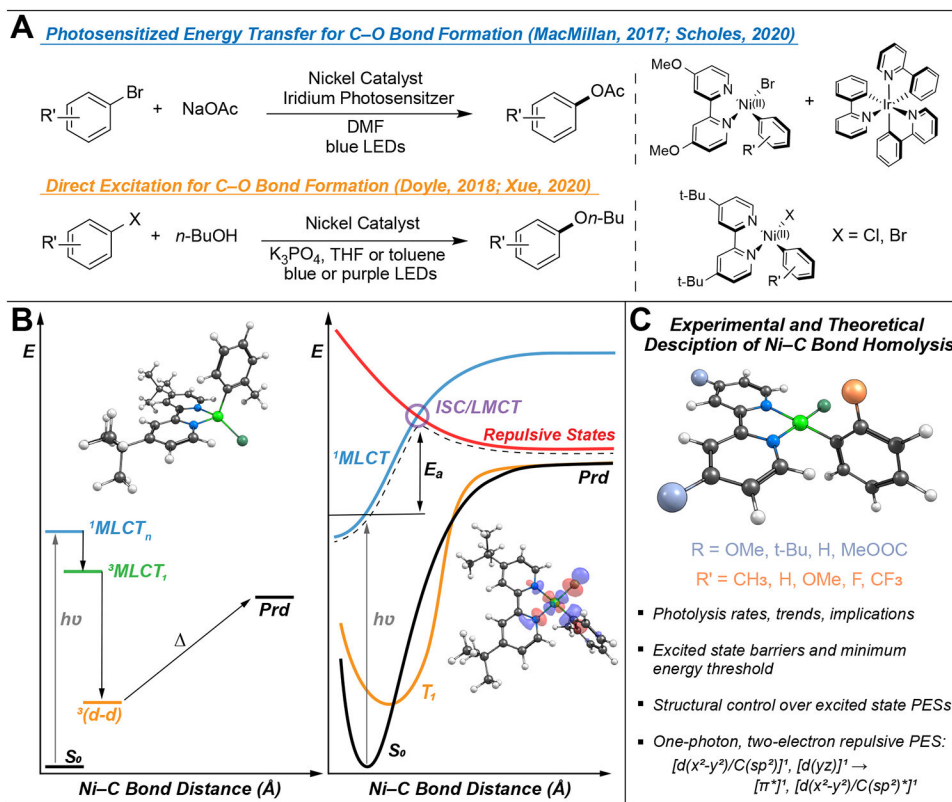 A
Photosensitized Energy Transfer for C–O Bond Formation (MacMillan, 2017; Scholes, 2020)
R'
Br
+
NaOAc
Nickel Catalyst
Iridium Photosensitzer
DMF
blue LEDs
R'
OAc
MeO
MeO
N
N
Ni(II)
Br
R'
+
N
N
N
Ir
Direct Excitation for C–O Bond Formation (Doyle, 2018; Xue, 2020)
R'
X
+
n-BuOH
Nickel Catalyst
K3PO4, THF or toluene
blue or purple LEDs
R'
On-Bu
t-Bu
t-Bu
N
N
Ni(II)
X
R'
X = Cl, Br
B
E
¹MLCTn
³MLCT₁
hυ
Δ
Prd
³(d-d)
S₀
Ni–C Bond Distance (Å)
E
ISC/LMCT
¹MLCT
Repulsive States
Ea
Prd
hυ
T₁
S₀
Ni–C Bond Distance (Å)
C
Experimental and Theoretical
Desciption of Ni–C Bond Homolysis
R = OMe, t-Bu, H, MeOOC
R' = CH₃, H, OMe, F, CF₃
▪ Photolysis rates, trends, implications
▪ Excited state barriers and minimum
energy threshold
▪ Structural control over excited state PESs
▪ One-photon, two-electron repulsive PES:
[d(x²-y²)/C(sp²)]¹, [d(yz)]¹ →
[π*]¹, [d(x²-y²)/C(sp²)*]¹